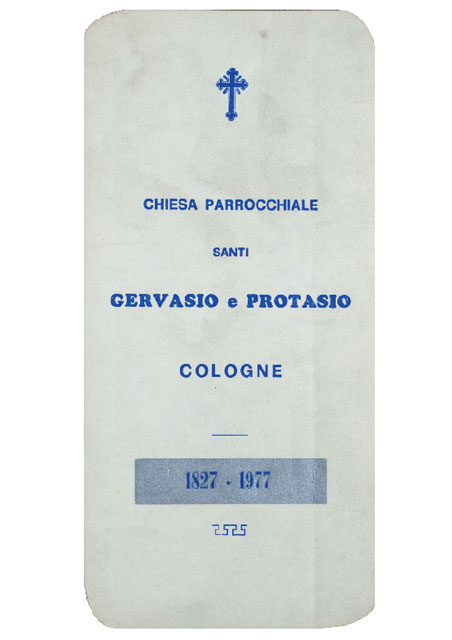 CHIESA PARROCCHIALE
SANTI
GERVASIO e PROTASIO
COLOGNE
1827 - 1977